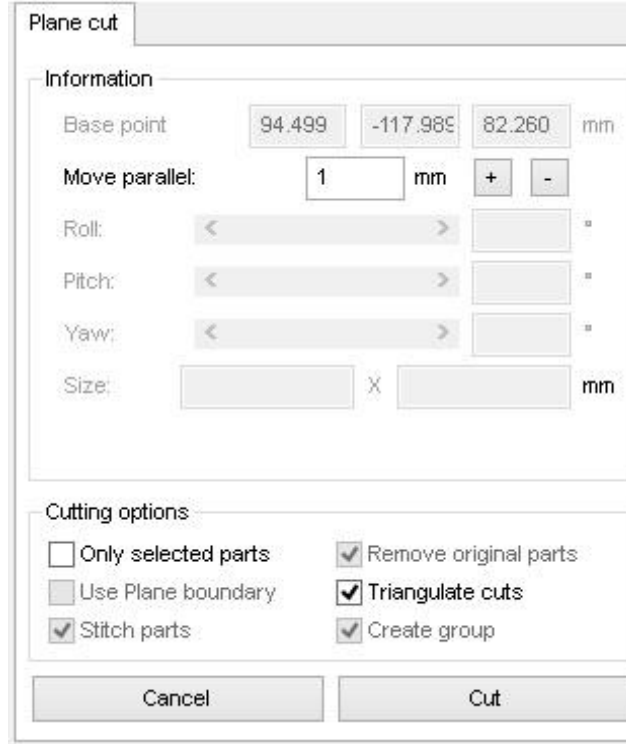 Plane cut
Information
Base point 94.499 -117.989 82.260 mm
Move parallel: 1 mm + -
Roll: < > °
Pitch: < > °
Yaw: < > °
Size: X mm
Cutting options
Only selected parts Remove original parts
Use Plane boundary Triangulate cuts
Stitch parts Create group
Cancel Cut